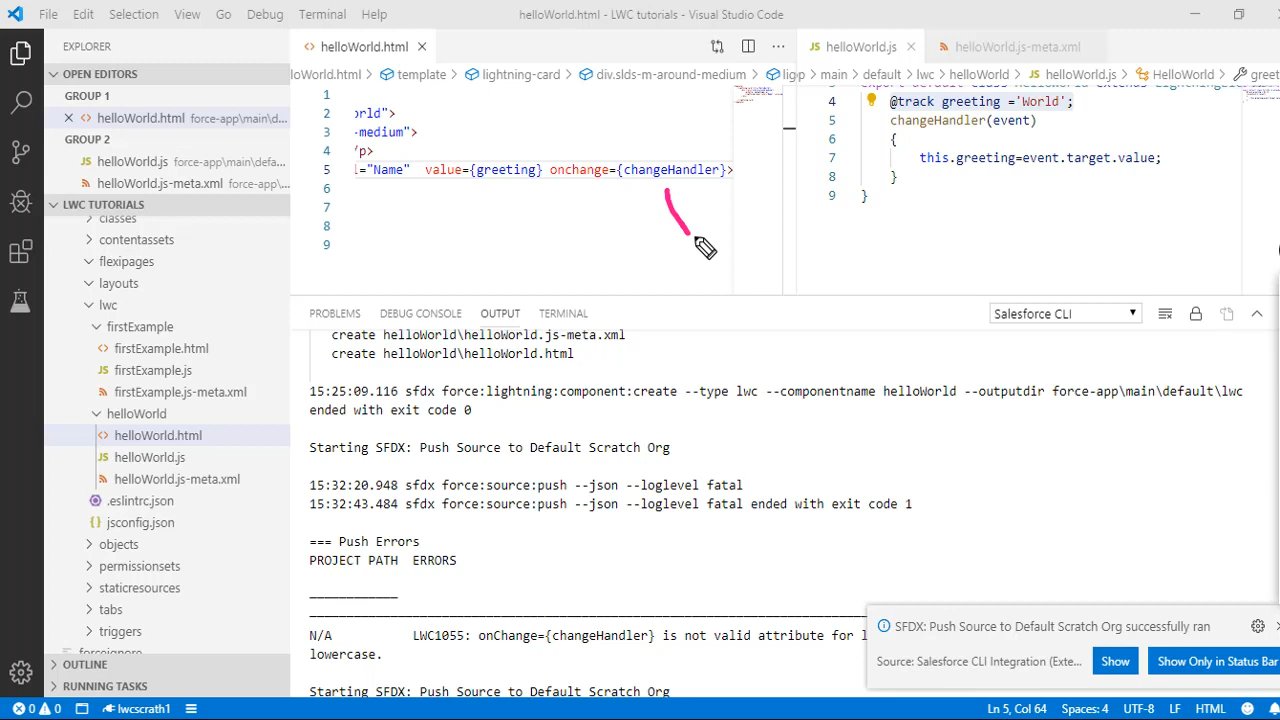 File Edit Selection View Go Debug Terminal Help
helloWorld.html - LWC tutorials - Visual Studio Code
EXPLORER
OPEN EDITORS
GROUP 1
helloWorld.html force-app\main\d...
GROUP 2
helloWorld.js force-app\main\defa...
helloWorld.js-meta.xml force-ap...
LWC TUTORIALS
classes
contentassets
flexipages
layouts
lwc
firstExample
firstExample.html
firstExample.js
firstExample.js-meta.xml
helloWorld
helloWorld.html
helloWorld.js
helloWorld.js-meta.xml
.eslintrc.json
jsconfig.json
objects
permissionsets
staticresources
tabs
triggers
.forceignore
OUTLINE
RUNNING TASKS
helloWorld.html
lloWorld.html template lightning-card div.slds-m-around-medium
1
2 orld">
3 -medium">
4 /p>
5 l="Name" value={greeting} onchange={changeHandler}>
6
7
8
9
helloWorld.js helloWorld.js-meta.xml
main default lwc helloWorld helloWorld.js HelloWorld greeti
4 @track greeting ='World';
5 changeHandler(event)
6 {
7 this.greeting=event.target.value;
8 }
9 }
PROBLEMS DEBUG CONSOLE OUTPUT TERMINAL
Salesforce CLI
create helloWorld\helloWorld.js-meta.xml
create helloWorld\helloWorld.html
15:25:09.116 sfdx force:lightning:component:create --type lwc --componentname helloWorld --outputdir force-app\main\default\lwc
ended with exit code 0
Starting SFDX: Push Source to Default Scratch Org
15:32:20.948 sfdx force:source:push --json --loglevel fatal
15:32:43.484 sfdx force:source:push --json --loglevel fatal ended with exit code 1
=== Push Errors
PROJECT PATH ERRORS
N/A LWC1055: onChange={changeHandler} is not valid attribute for l
lowercase.
Starting SFDX: Push Source to Default Scratch Org
SFDX: Push Source to Default Scratch Org successfully ran
Source: Salesforce CLI Integration (Exte...
Show
Show Only in Status Bar
0 0 lwcscrath1
Ln 5, Col 64 Spaces: 4 UTF-8 LF HTML